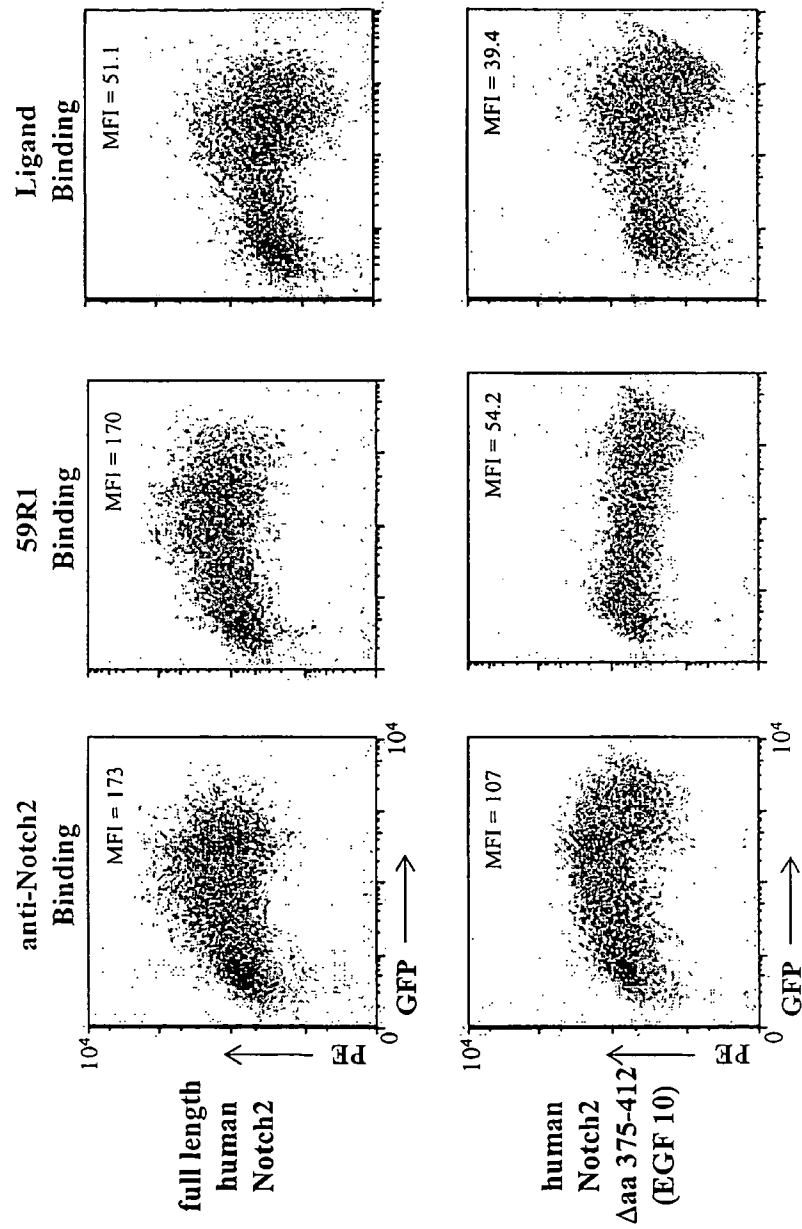 anti-Notch2
Binding
59R1
Binding
Ligand
Binding
full length
human
Notch2
10⁴
PE
MFI = 173
MFI = 170
MFI = 51.1
GFP
10⁴
human
Notch2
Δaa 375-412
(EGF 10)
PE
MFI = 107
MFI = 54.2
MFI = 39.4
0
GFP
10⁴